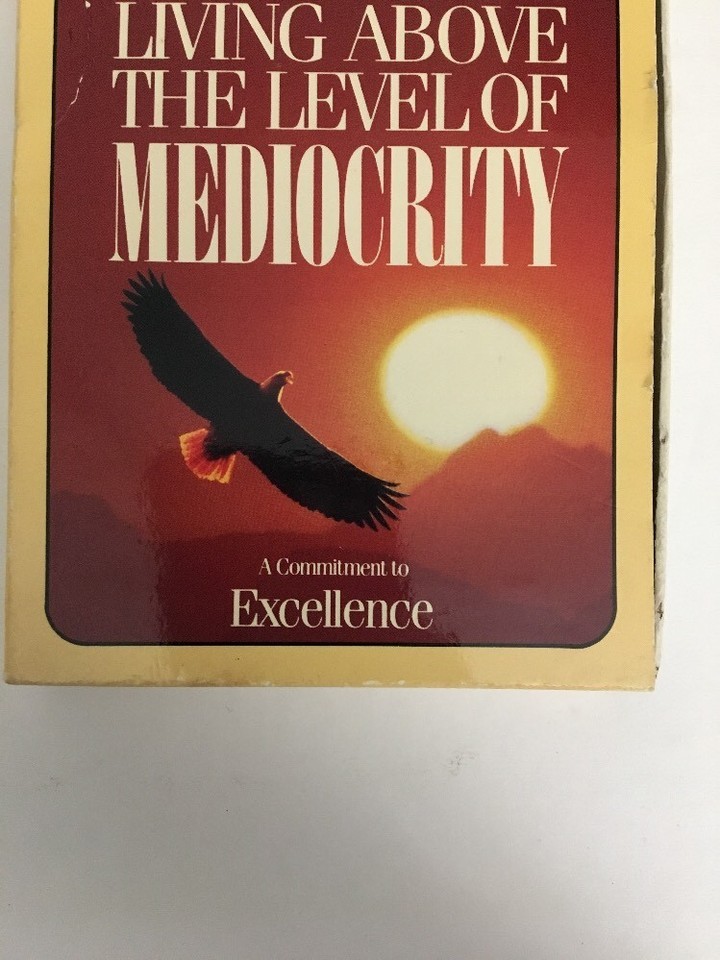 LIVING ABOVE
THE LEVEL OF
MEDIOCRITY
A Commitment to
Excellence